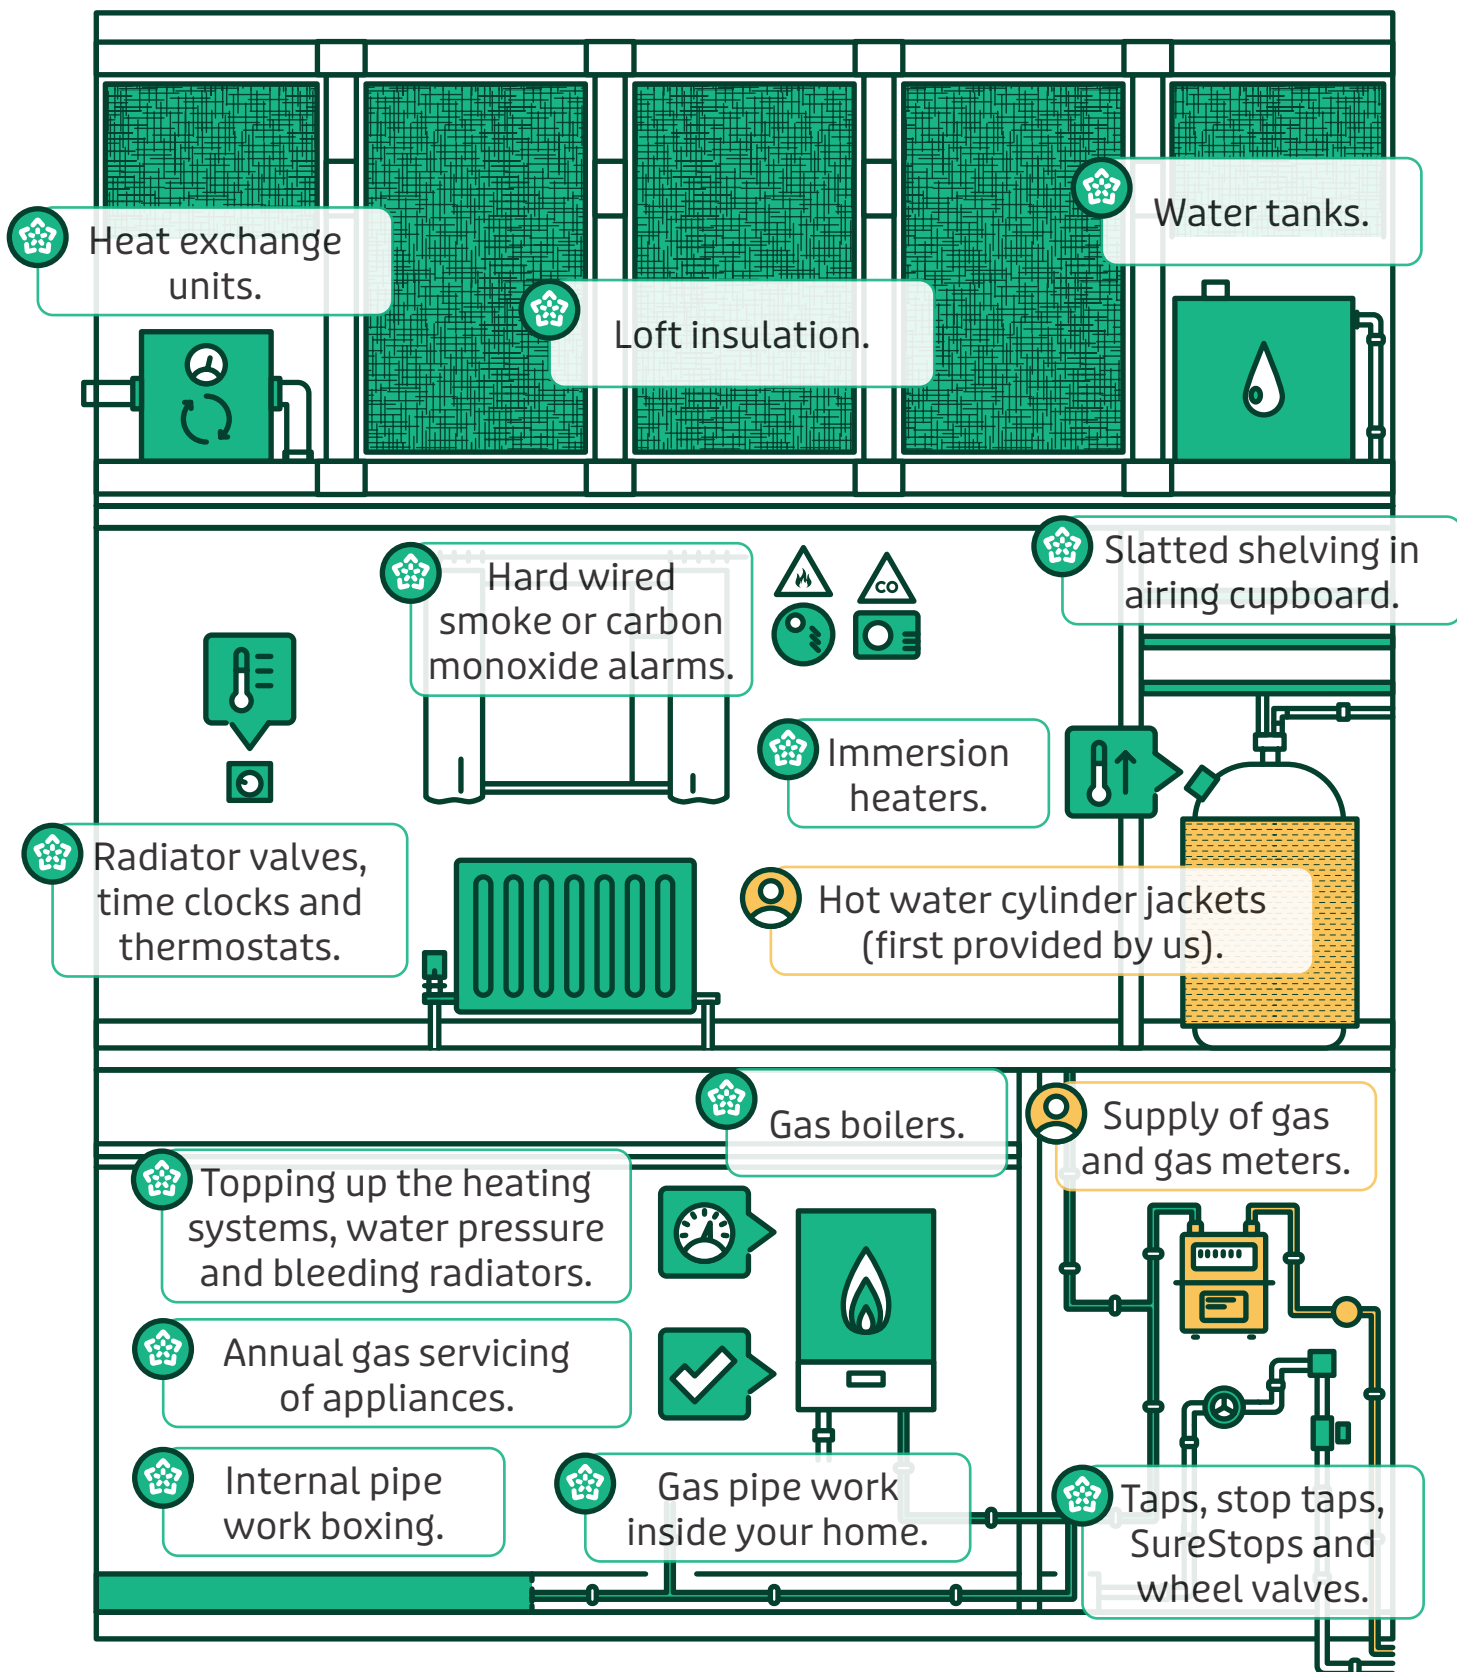 Water tanks.
Heat exchange
units.
Loft insulation.
Hard wired
smoke or carbon
monoxide alarms.
CO
Slatted shelving in
airing cupboard.
Immersion
heaters.
Radiator valves,
time clocks and
thermostats.
Hot water cylinder jackets
(first provided by us).
Gas boilers.
Supply of gas
and gas meters.
Topping up the heating
systems, water pressure
and bleeding radiators.
Annual gas servicing
of appliances.
Internal pipe
work boxing.
Gas pipe work
inside your home.
Taps, stop taps,
SureStops and
wheel valves.